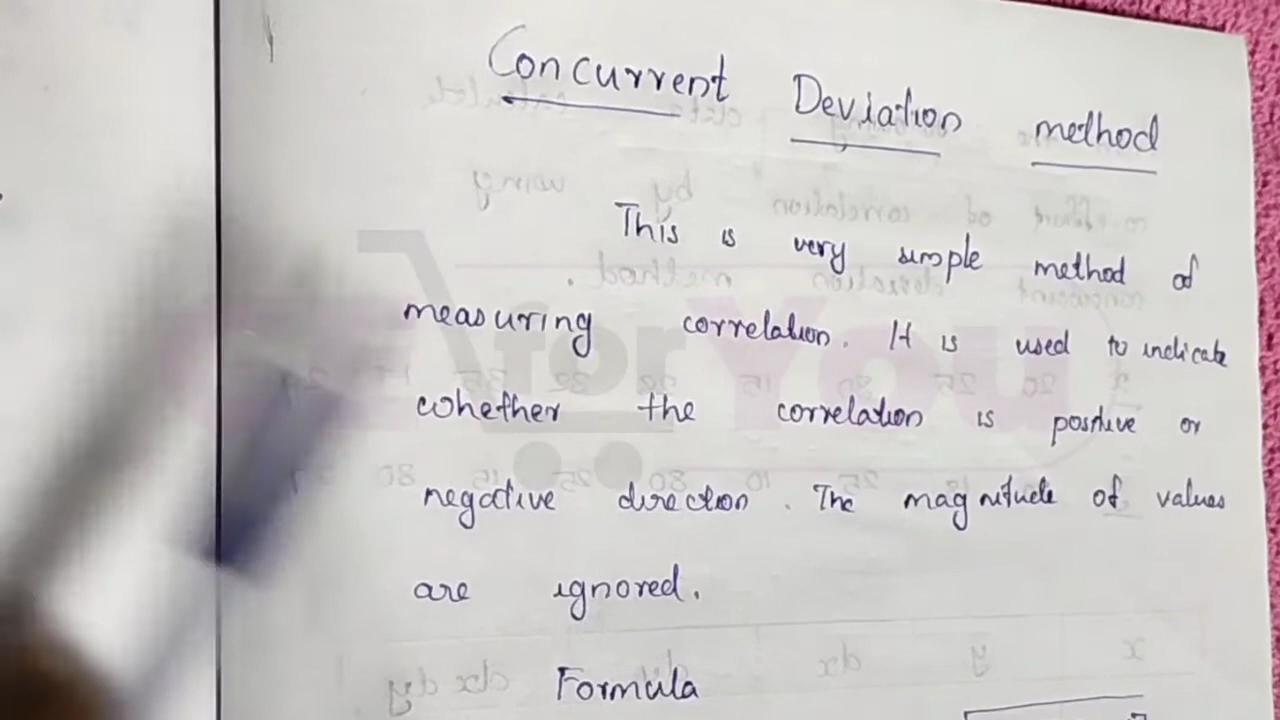 Concurrent Deviation method
This is very simple method of
measuring correlation. It is used to indicate
whether the correlation is positive or
negative direction. The magnitude of values
are ignored.
Formula
forYou